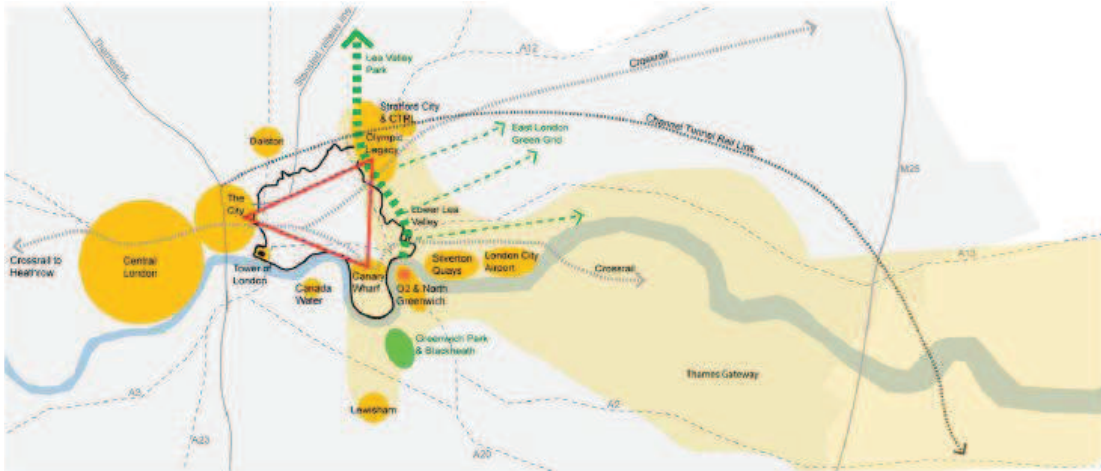 A12
Crossrail
Thameslink
Lea Valley
Park
Stratford City
& CTRL
Olympic
Legacy
East London
Green Grid
Channel Tunnel Rail Link
M25
Dalston
The
City
Lea
Valley
A13
Crossrail to
Heathrow
Central
London
Tower of
London
Canada
Water
Canary
Wharf
Silverton
Quays
London City
Airport
O2 & North
Greenwich
Crossrail
Greenwich Park
& Blackheath
Thames Gateway
Lewisham
A3
A2
A23
A20